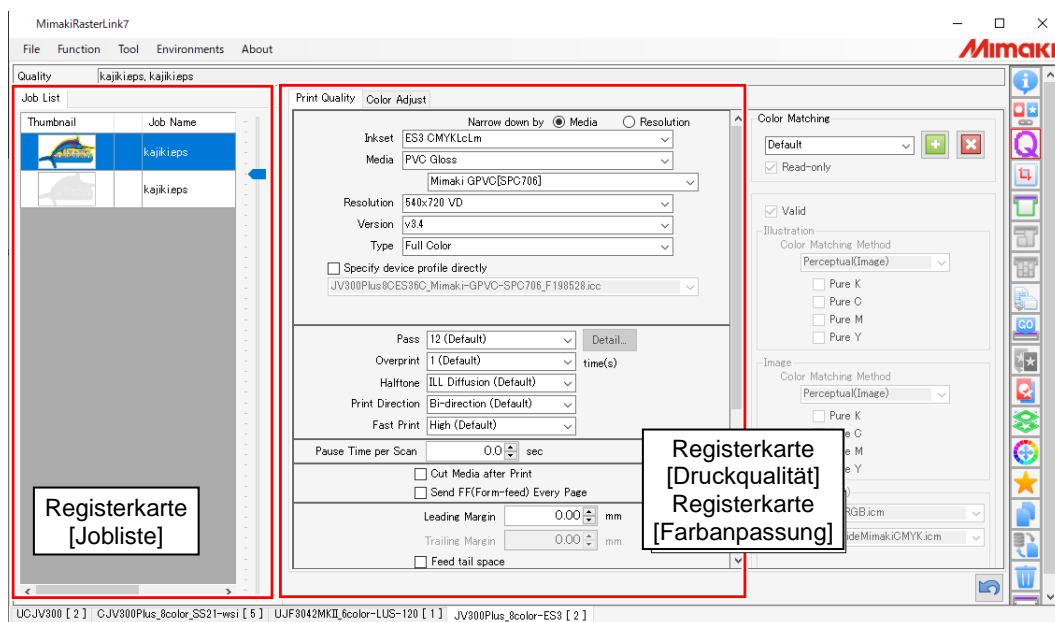 MimakiRasterLink7
File Function Tool Environments About
Mimaki
Quality kajiki.eps, kajiki.eps
Job List
Thumbnail Job Name
kajiki.eps
kajiki.eps
Registerkarte
[Jobliste]
Print Quality Color Adjust
Narrow down by Media Resolution
Inkset ES3 CMYKLcLm
Media PVC Gloss
Mimaki GPVC[SPC706]
Resolution 540x720 VD
Version v3.4
Type Full Color
Specify device profile directly
JV300Plus8CES36C_Mimaki-GPVC-SPC706_F198528.icc
Pass 12 (Default) Detail...
Overprint 1 (Default) time(s)
Halftone ILL Diffusion (Default)
Print Direction Bi-direction (Default)
Fast Print High (Default)
Pause Time per Scan 0.0 sec
Cut Media after Print
Send FF(Form-feed) Every Page
Leading Margin 0.00 mm
Trailing Margin 0.00 mm
Feed tail space
Registerkarte
[Druckqualität]
Registerkarte
[Farbanpassung]
Color Matching
Default
Read-only
Valid
Illustration
Color Matching Method
Perceptual(Image)
Pure K
Pure C
Pure M
Pure Y
Image
Color Matching Method
Perceptual(Image)
Pure K
e C
e M
e Y
RGB.icm
ideMimakiCMYK.icm
Q
GO
UCJV300 [ 2 ] CJV300Plus_8color_SS21-wsi [ 5 ] UJF3042MKII_6color-LUS-120 [ 1 ] JV300Plus_8color-ES3 [ 2 ]